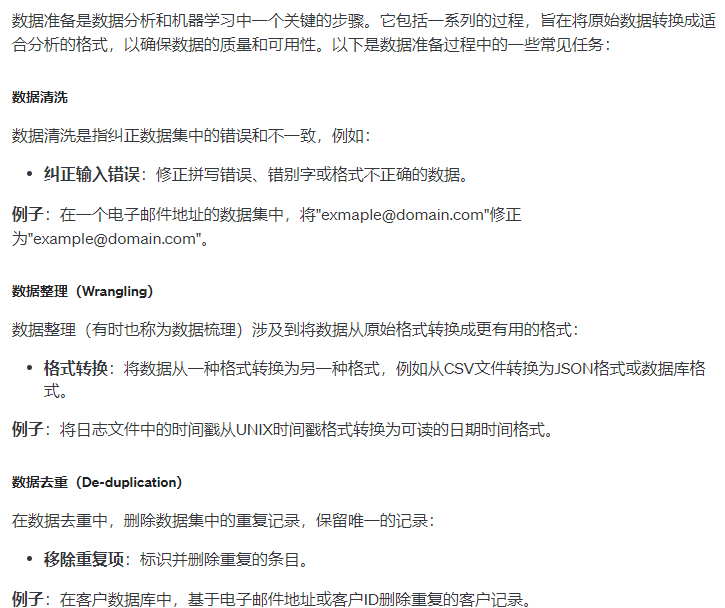 数据准备是数据分析和机器学习中一个关键的步骤。它包括一系列的过程，旨在将原始数据转换成适
合分析的格式，以确保数据的质量和可用性。以下是数据准备过程中的一些常见任务：
数据清洗
数据清洗是指纠正数据集中的错误和不一致，例如：
• 纠正输入错误：修正拼写错误、错别字或格式不正确的数据。
例子：在一个电子邮件地址的数据集中，将"exmaple@domain.com"修正
为"example@domain.com"。
数据整理（Wrangling）
数据整理（有时也称为数据梳理）涉及到将数据从原始格式转换成更有用的格式：
• 格式转换：将数据从一种格式转换为另一种格式，例如从CSV文件转换为JSON格式或数据库格
式。
例子：将日志文件中的时间戳从UNIX时间戳格式转换为可读的日期时间格式。
数据去重（De-duplication）
在数据去重中，删除数据集中的重复记录，保留唯一的记录：
• 移除重复项：标识并删除重复的条目。
例子：在客户数据库中，基于电子邮件地址或客户ID删除重复的客户记录。